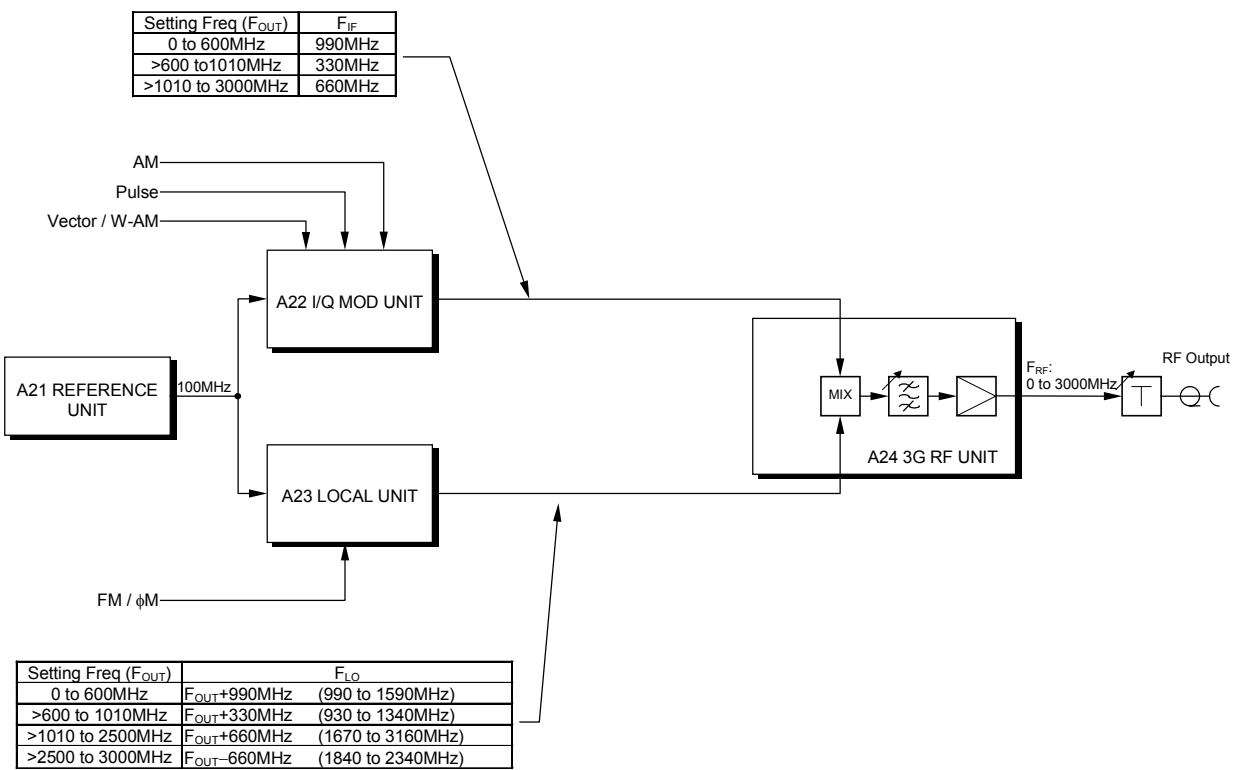 Setting Freq (FOUT) FIF
0 to 600MHz 990MHz
>600 to1010MHz 330MHz
>1010 to 3000MHz 660MHz
AM
Pulse
Vector / W-AM
A22 I/Q MOD UNIT
A21 REFERENCE
UNIT
100MHz
A23 LOCAL UNIT
FM / ϕM
MIX
A24 3G RF UNIT
FRF:
0 to 3000MHz
T
RF Output
Setting Freq (FOUT) FLO
0 to 600MHz FOUT+990MHz (990 to 1590MHz)
>600 to 1010MHz FOUT+330MHz (930 to 1340MHz)
>1010 to 2500MHz FOUT+660MHz (1670 to 3160MHz)
>2500 to 3000MHz FOUT−660MHz (1840 to 2340MHz)